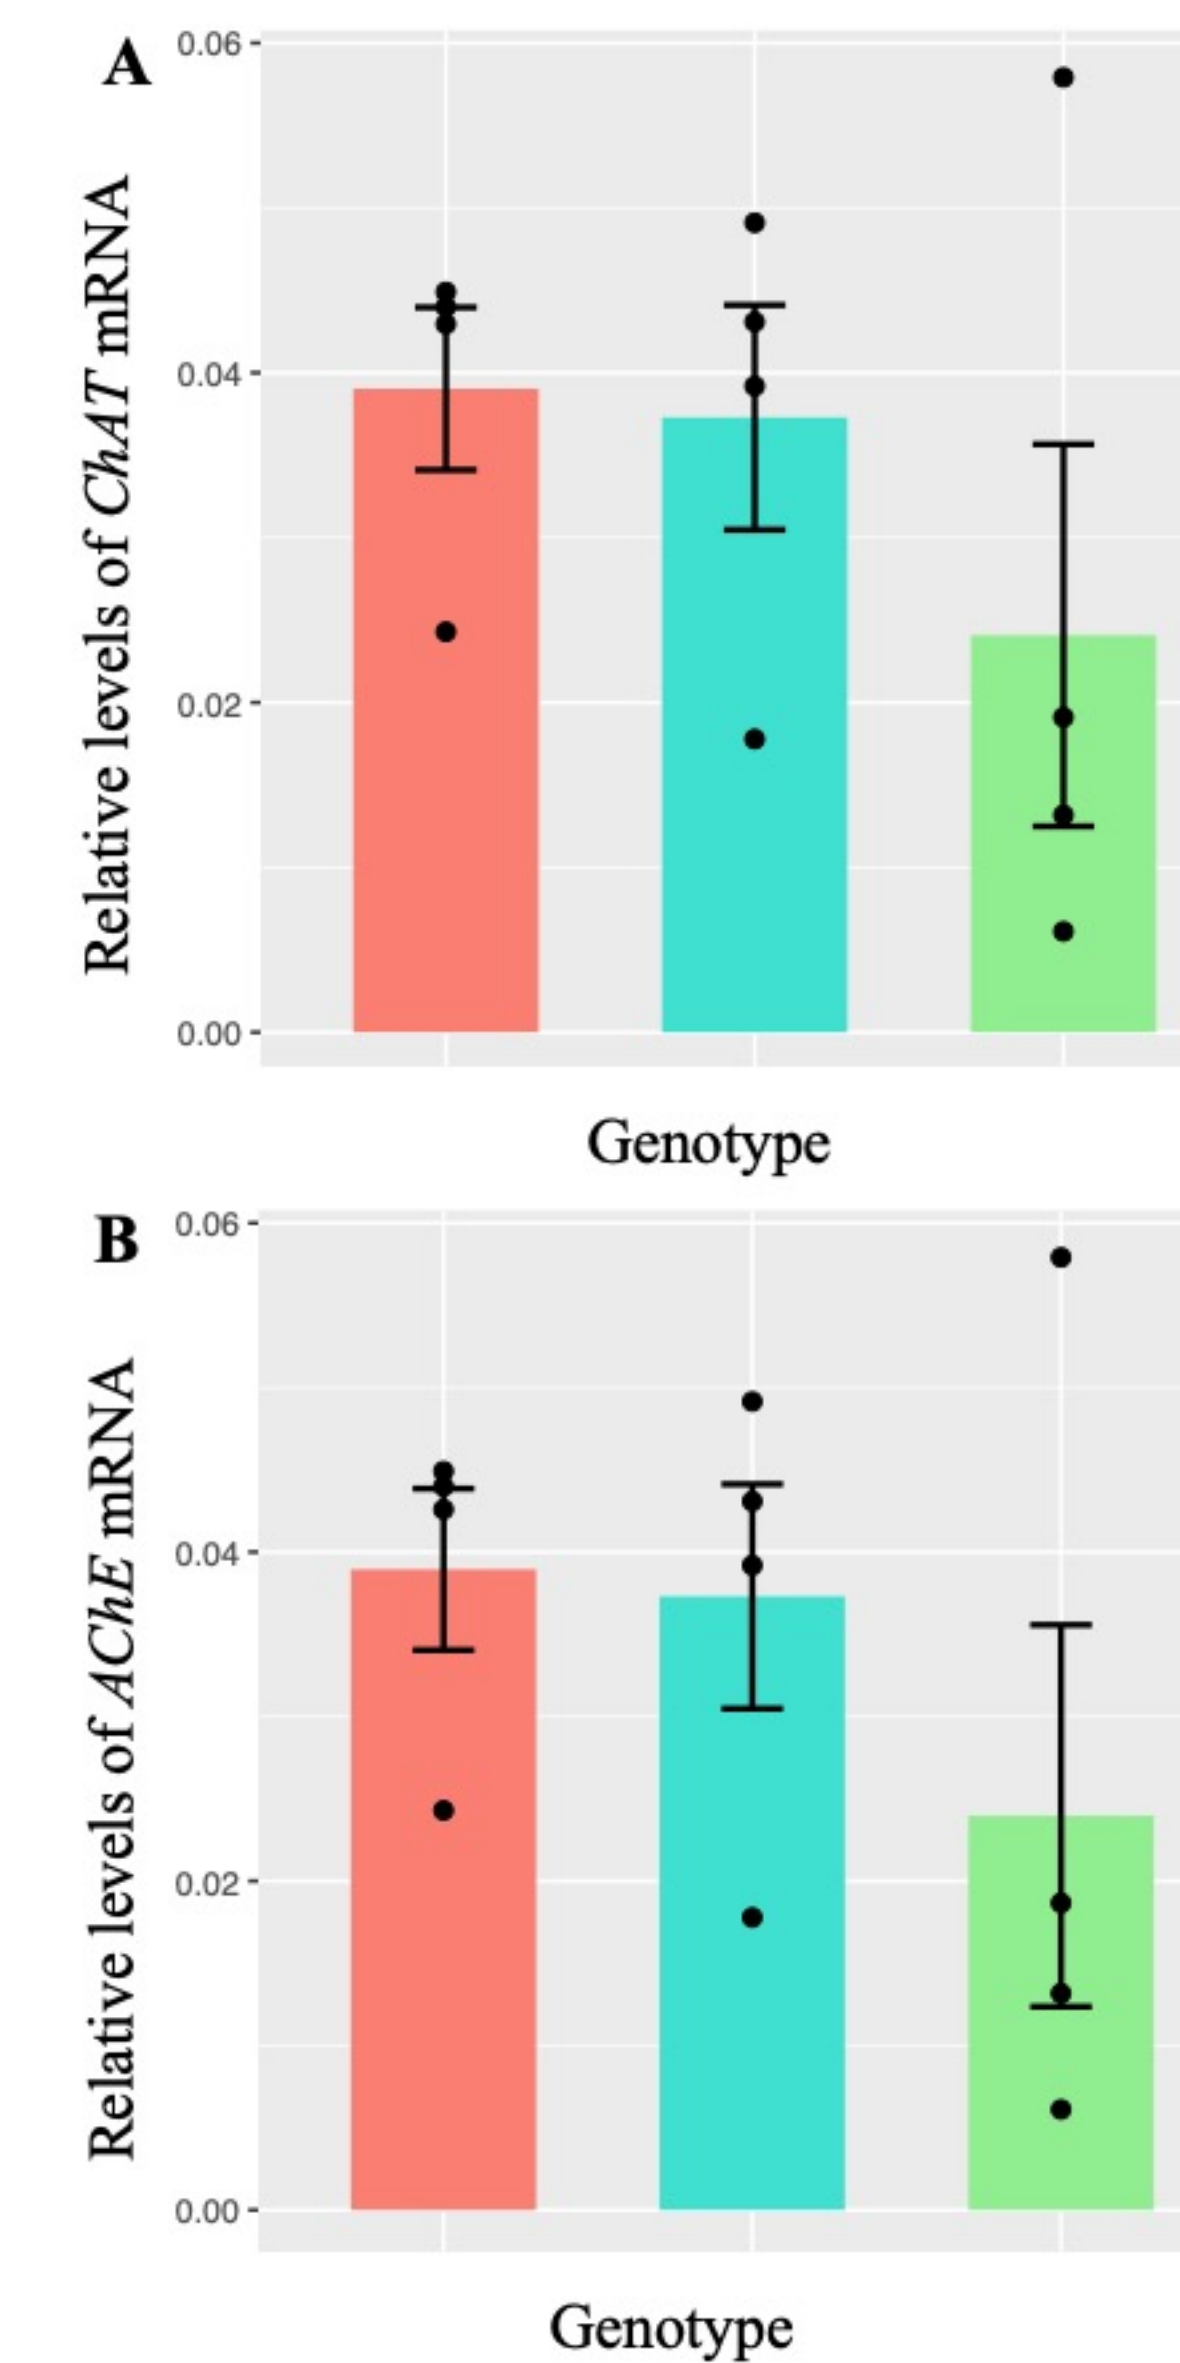 A
0.06
0.04
0.02
0.00
Relative levels of ChAT mRNA
Genotype
B
0.06
0.04
0.02
0.00
Relative levels of AChE mRNA
Genotype